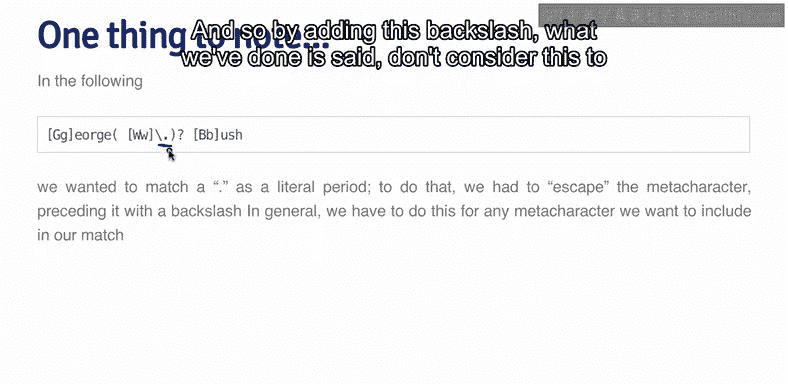 One thing to note...
And so by adding this backslash, what
we've done is said, don't consider this to
In the following
[Gg]eorge( [Ww]\.)? [Bb]ush
we wanted to match a “.” as a literal period; to do that, we had to “escape” the metacharacter,
preceding it with a backslash In general, we have to do this for any metacharacter we want to include
in our match